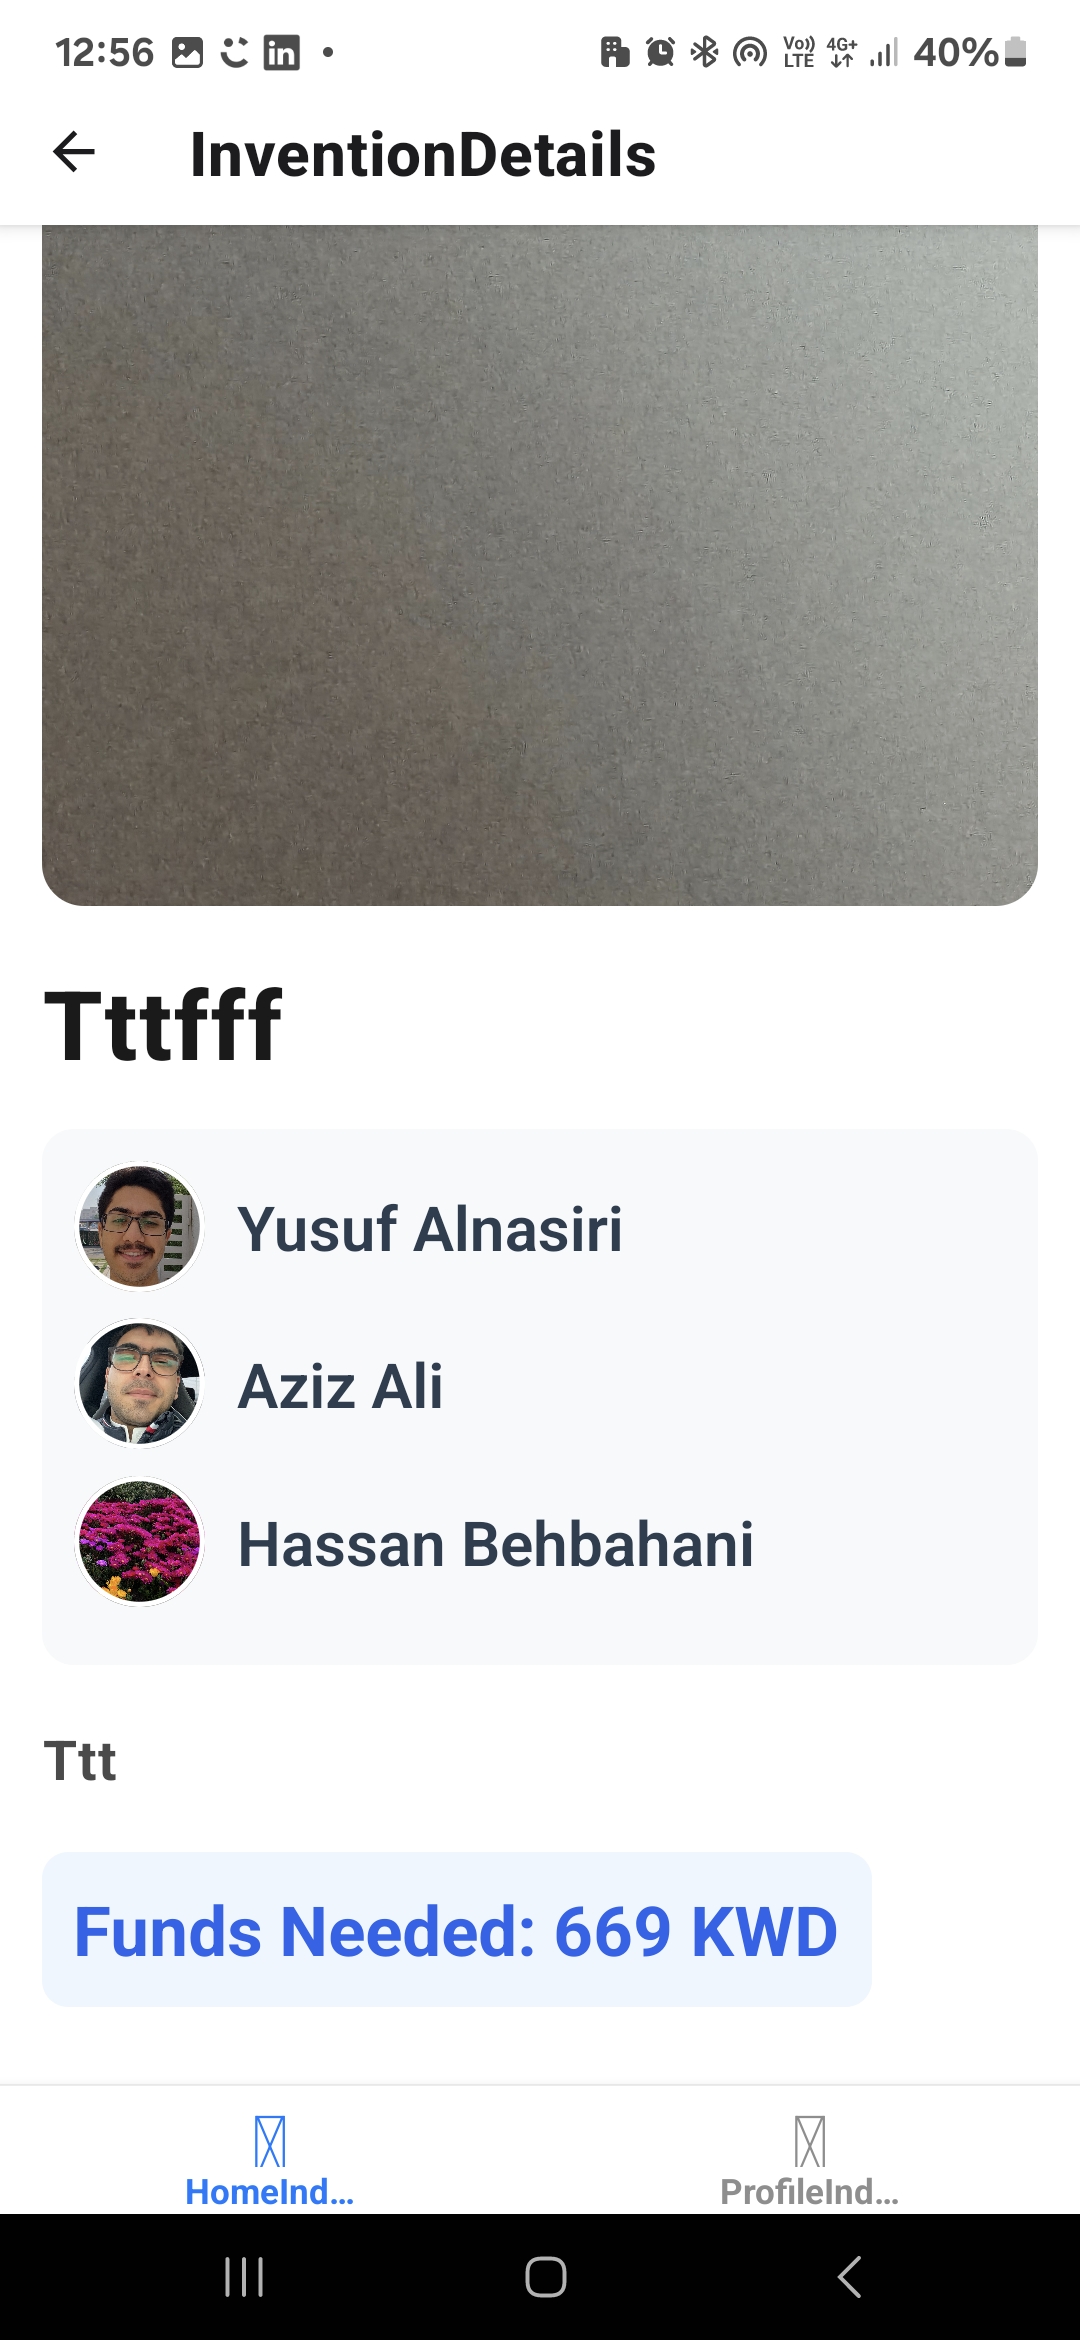 12:56 in Vo)) LTE 4G+ 40%
InventionDetails
Tttfff
Yusuf Alnasiri
Aziz Ali
Hassan Behbahani
Ttt
Funds Needed: 669 KWD
HomeInd...
ProfileInd...